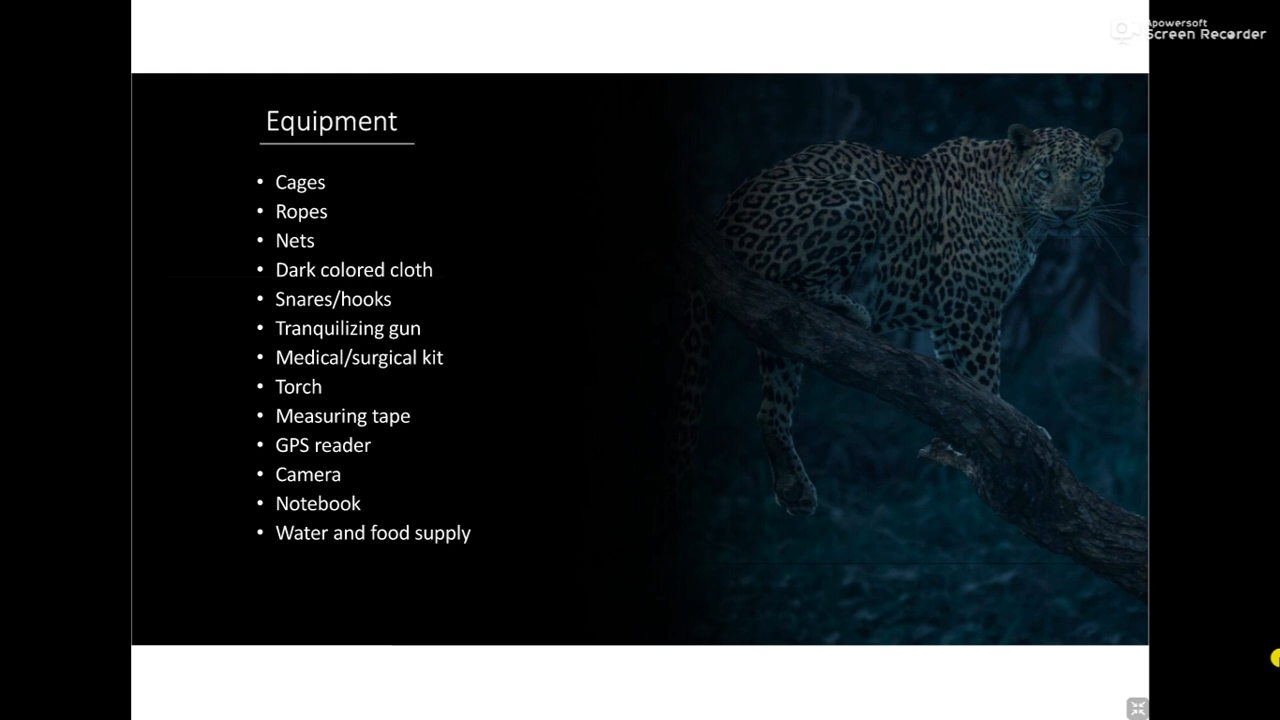 Apowersoft
Screen Recorder
Equipment
• Cages
• Ropes
• Nets
• Dark colored cloth
• Snares/hooks
• Tranquilizing gun
• Medical/surgical kit
• Torch
• Measuring tape
• GPS reader
• Camera
• Notebook
• Water and food supply